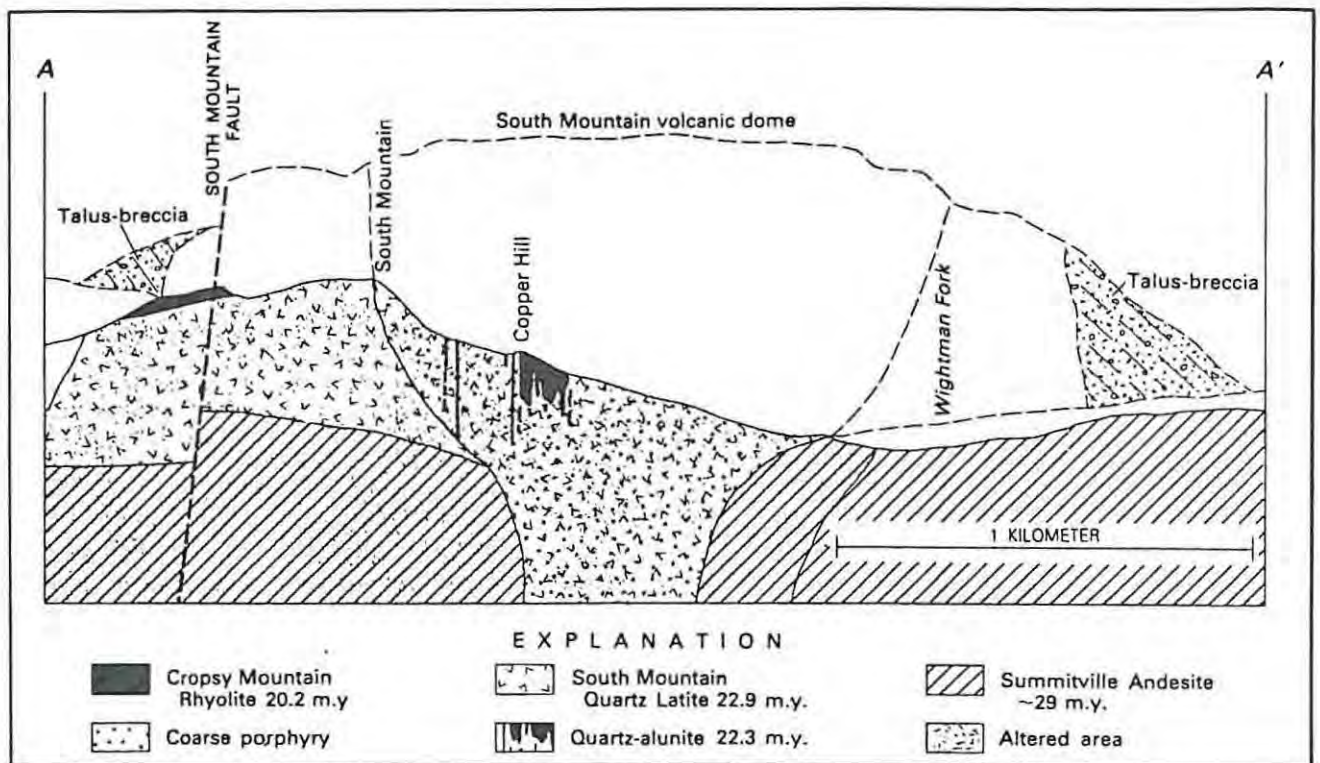 A
A'
SOUTH MOUNTAIN
FAULT
South Mountain volcanic dome
Talus-breccia
South Mountain
Copper Hill
Wightman Fork
Talus-breccia
1 KILOMETER
EXPLANATION
Cropsy Mountain
Rhyolite 20.2 m.y
South Mountain
Quartz Latite 22.9 m.y.
Summitville Andesite
~29 m.y.
Coarse porphyry
Quartz-alunite 22.3 m.y.
Altered area